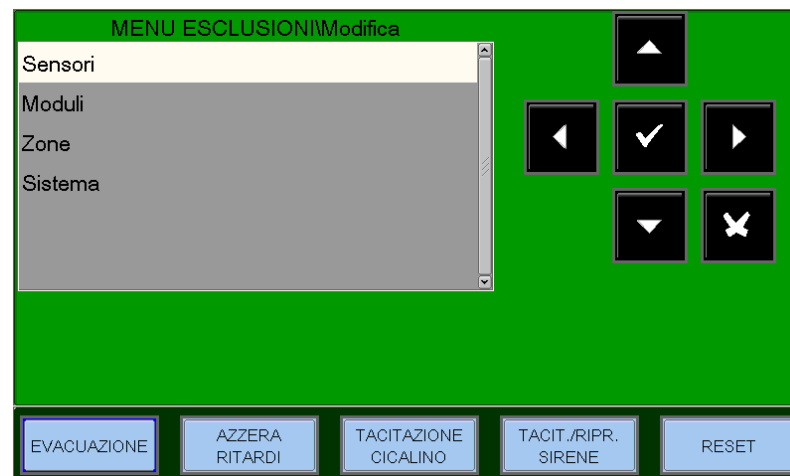 MENU ESCLUSIONI\Modifica
Sensori
Moduli
Zone
Sistema
EVACUAZIONE
AZZERA
RITARDI
TACITAZIONE
CICALINO
TACIT./RIPR.
SIRENE
RESET